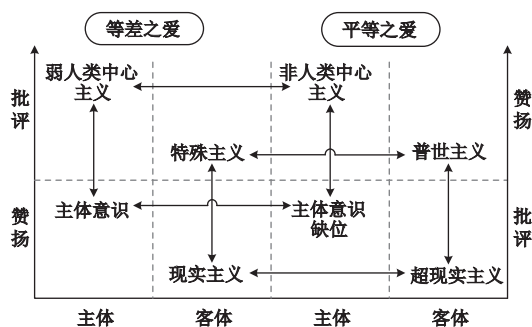 等差之爱
平等之爱
弱人类中心
主义
非人类中心
主义
批
评
赞
扬
特殊主义
普世主义
主体意识
主体意识
缺位
赞
扬
批
评
现实主义
超现实主义
主体
客体
主体
客体